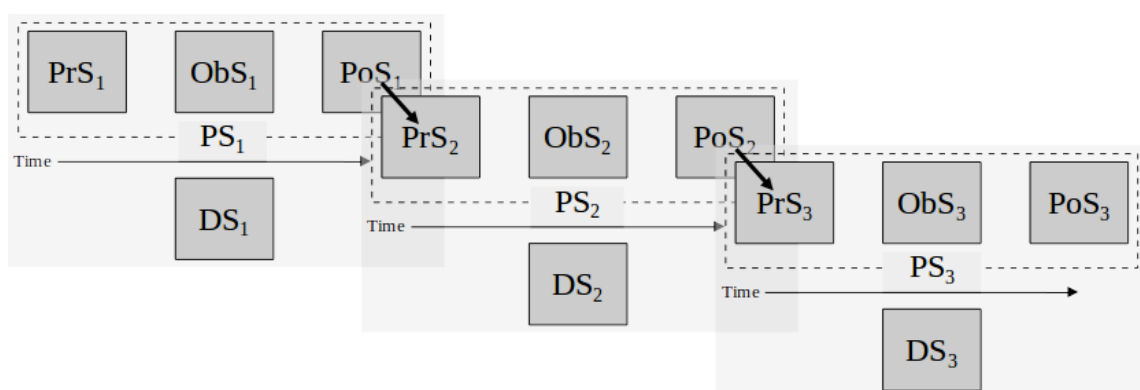 PrS₁ ObS₁ PoS₁
PS₁
Time
DS₁
PrS₂ ObS₂ PoS₂
PS₂
Time
DS₂
PrS₃ ObS₃ PoS₃
PS₃
Time
DS₃